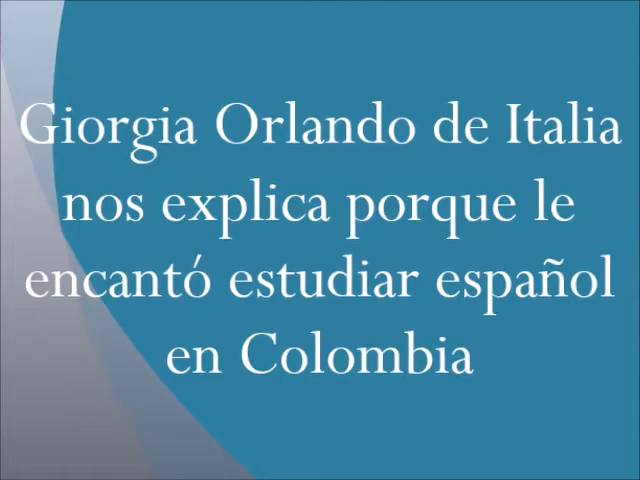 Giorgia Orlando de Italia
nos explica porque le
encantó estudiar español
en Colombia